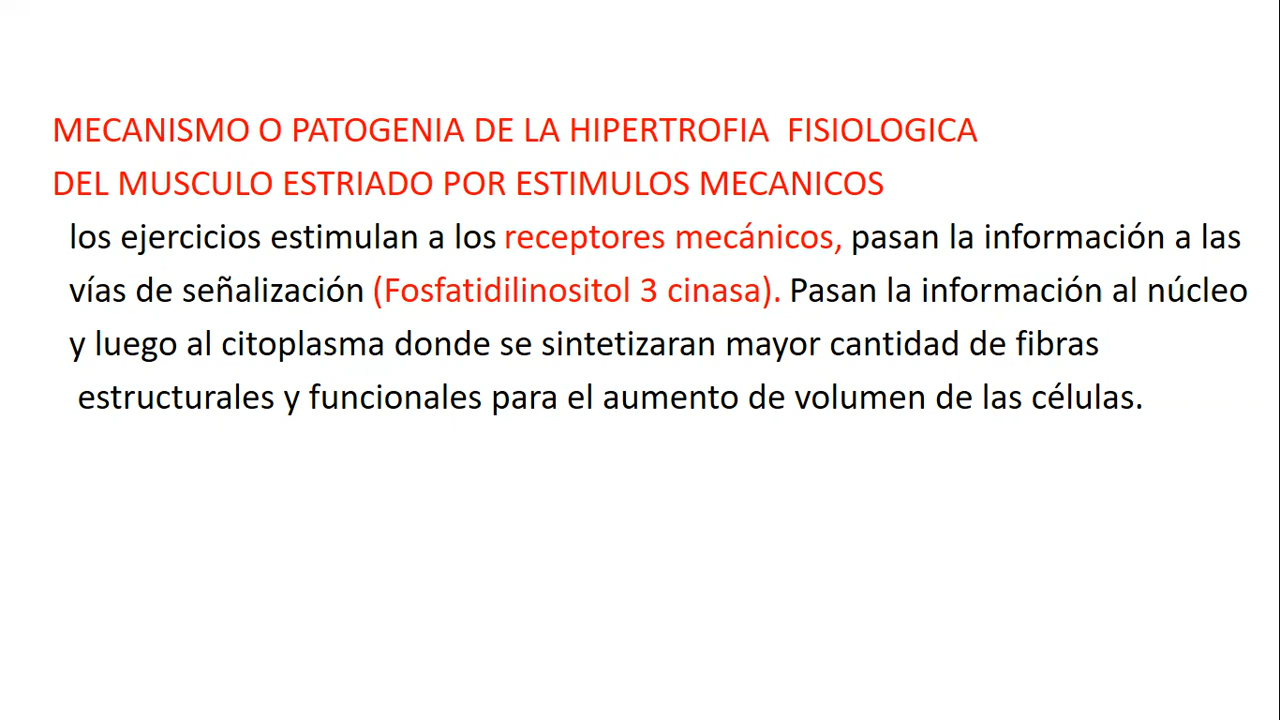 MECANISMO O PATOGENIA DE LA HIPERTROFIA  FISIOLOGICA
DEL MUSCULO ESTRIADO POR ESTIMULOS MECANICOS
los ejercicios estimulan a los receptores mecánicos, pasan la información a las
vías de señalización (Fosfatidilinositol 3 cinasa). Pasan la información al núcleo
y luego al citoplasma donde se sintetizaran mayor cantidad de fibras
estructurales y funcionales para el aumento de volumen de las células.